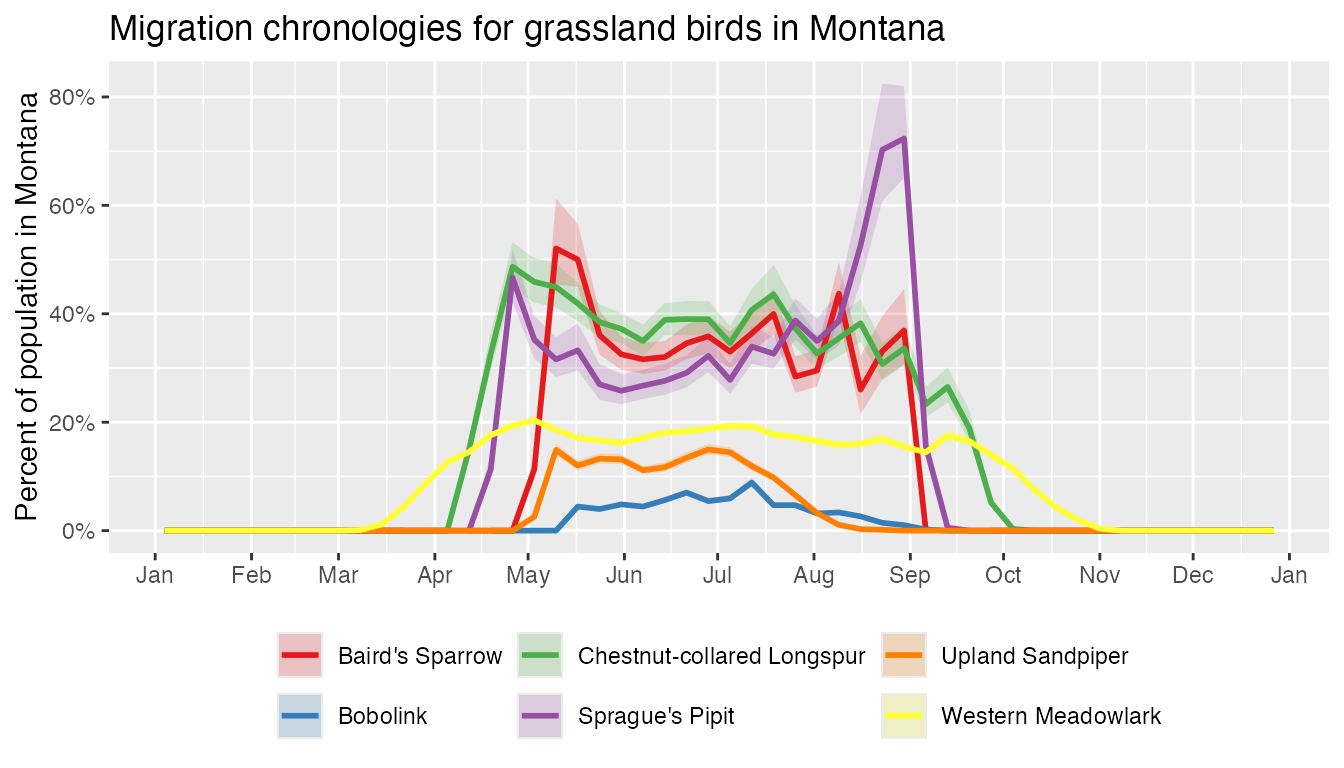 Migration chronologies for grassland birds in Montana
Percent of population in Montana
80%
60%
40%
20%
0%
Jan Feb Mar Apr May Jun Jul Aug Sep Oct Nov Dec Jan
Baird's Sparrow Chestnut-collared Longspur Upland Sandpiper
Bobolink Sprague's Pipit Western Meadowlark